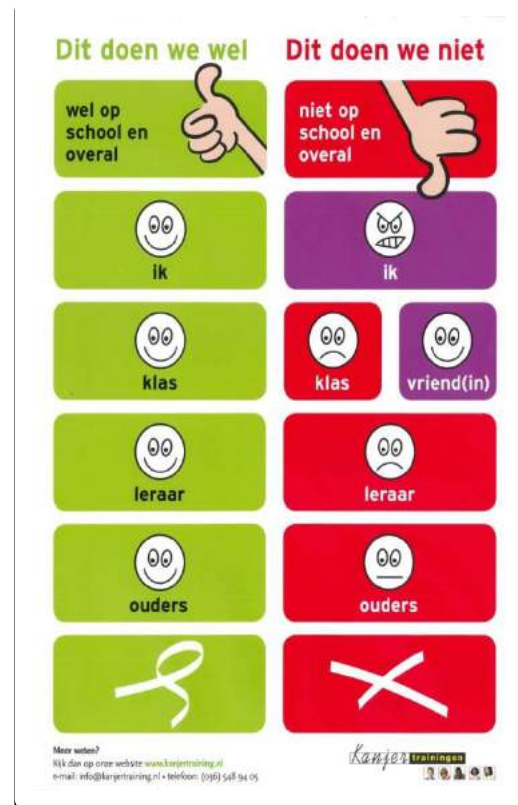 Dit doen we wel
Dit doen we niet
wel op
school en
overal
niet op
school en
overal
ik
ik
klas
klas
vriend(in)
leraar
leraar
ouders
ouders
Meer weten?
Kijk dan op onze website www.kanjertraining.nl
e-mail: info@kanjertraining.nl • telefoon: (036) 548 94 05
Kanjer trainingen